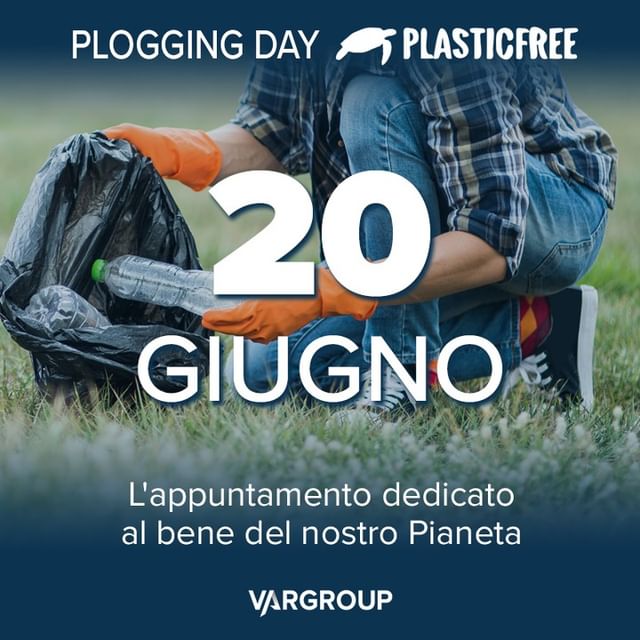 PLOGGING DAY PLASTICFREE
20
GIUGNO
L'appuntamento dedicato
al bene del nostro Pianeta
VARGROUP